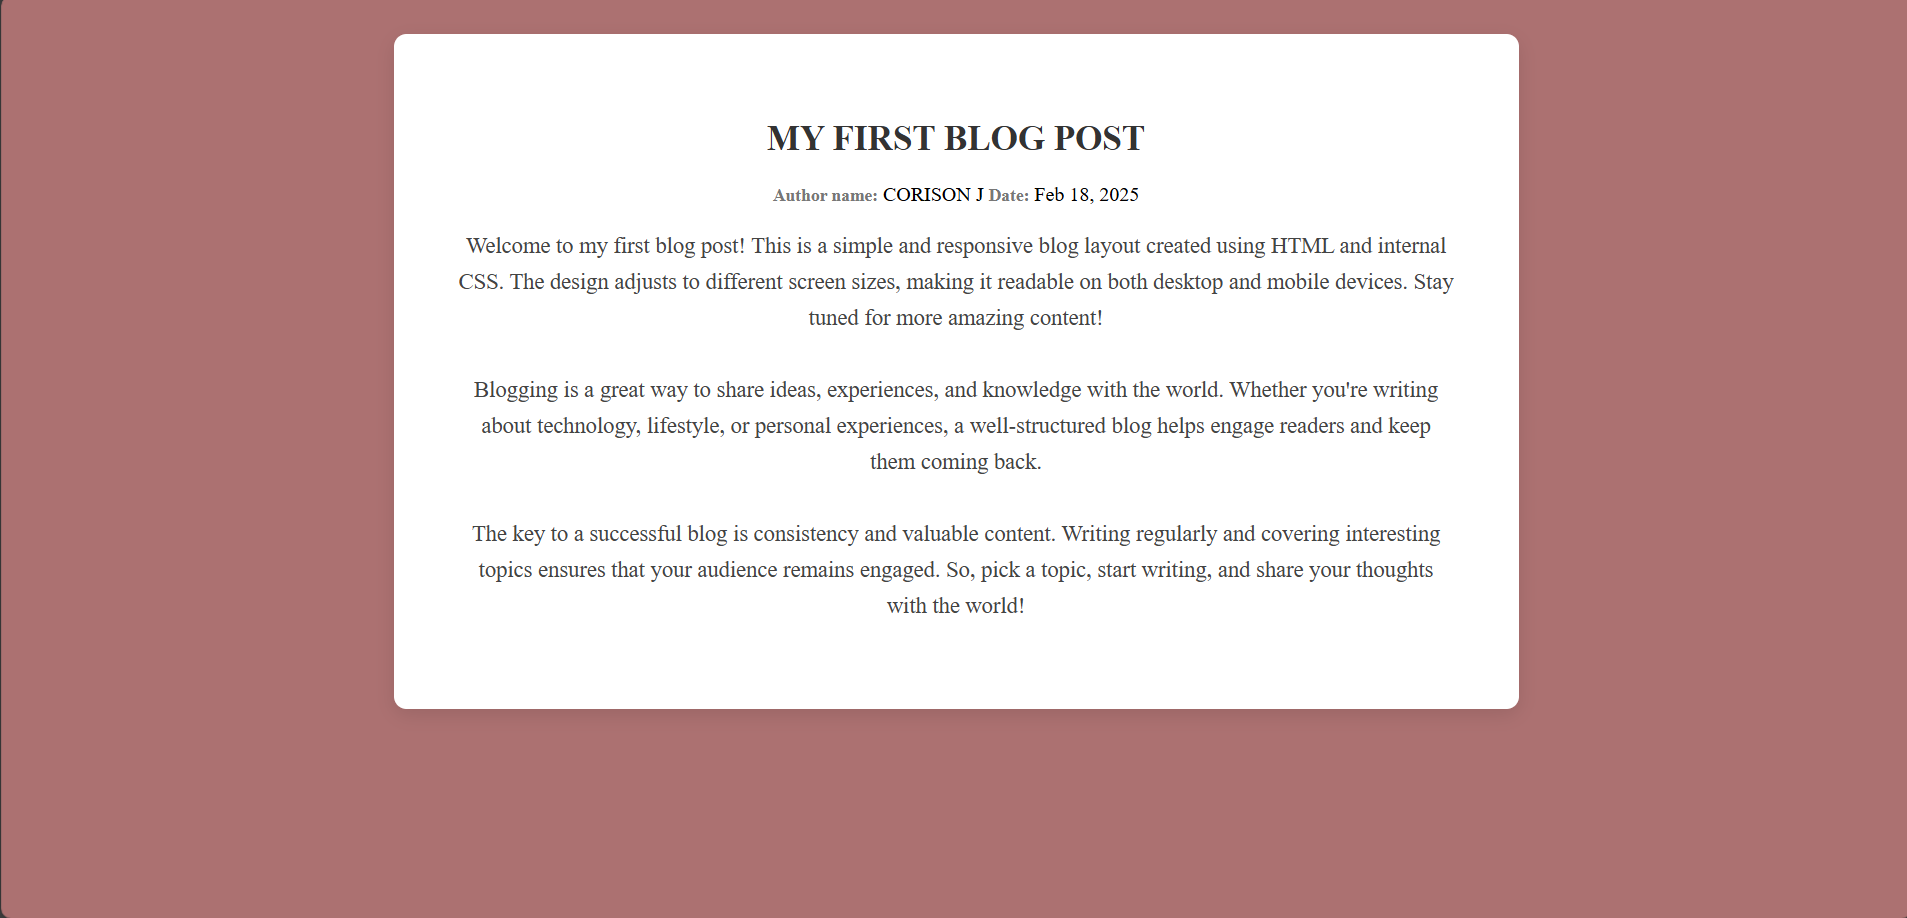 MY FIRST BLOG POST
Author name: CORISON J Date: Feb 18, 2025
Welcome to my first blog post! This is a simple and responsive blog layout created using HTML and internal
CSS. The design adjusts to different screen sizes, making it readable on both desktop and mobile devices. Stay
tuned for more amazing content!
Blogging is a great way to share ideas, experiences, and knowledge with the world. Whether you're writing
about technology, lifestyle, or personal experiences, a well-structured blog helps engage readers and keep
them coming back.
The key to a successful blog is consistency and valuable content. Writing regularly and covering interesting
topics ensures that your audience remains engaged. So, pick a topic, start writing, and share your thoughts
with the world!